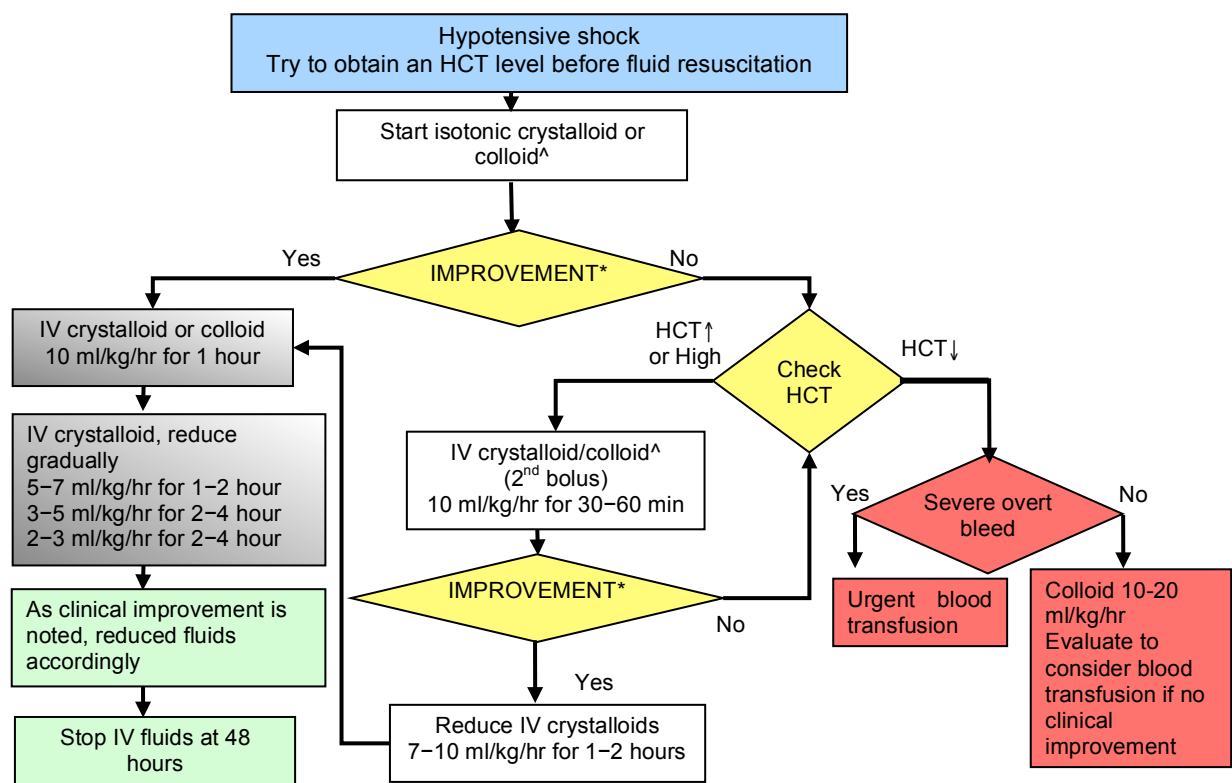 Hypotensive shock
Try to obtain an HCT level before fluid resuscitation
Start isotonic crystalloid or
colloid^
IMPROVEMENT*
Yes
No
IV crystalloid or colloid
10 ml/kg/hr for 1 hour
HCT↑
or High
Check
HCT
HCT↓
IV crystalloid, reduce
gradually
5−7 ml/kg/hr for 1−2 hour
3−5 ml/kg/hr for 2−4 hour
2−3 ml/kg/hr for 2−4 hour
IV crystalloid/colloid^
(2nd bolus)
10 ml/kg/hr for 30−60 min
Yes
Severe overt
bleed
No
IMPROVEMENT*
No
Yes
Urgent blood
transfusion
Colloid 10-20
ml/kg/hr
Evaluate to
consider blood
transfusion if no
clinical
improvement
As clinical improvement is
noted, reduced fluids
accordingly
Reduce IV crystalloids
7−10 ml/kg/hr for 1−2 hours
Stop IV fluids at 48
hours